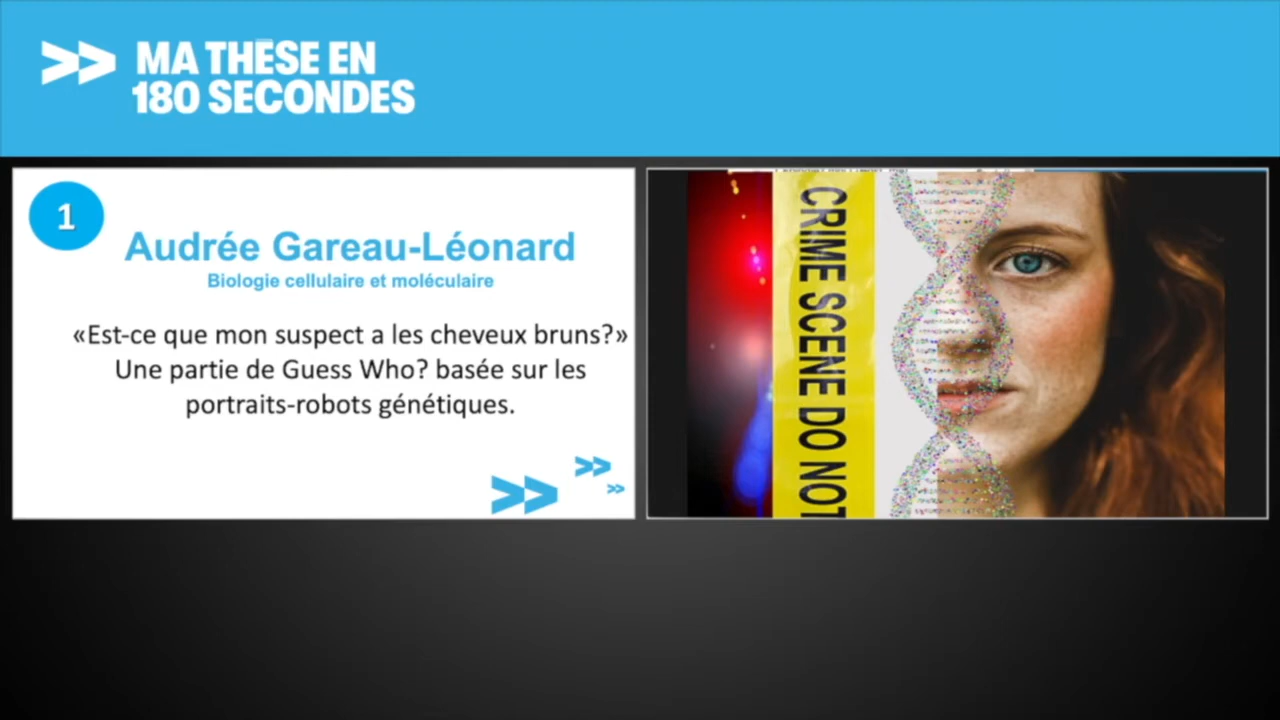 MA THÈSE EN
180 SECONDES
1
Audrée Gareau-Léonard
Biologie cellulaire et moléculaire
«Est-ce que mon suspect a les cheveux bruns?»
Une partie de Guess Who? basée sur les
portraits-robots génétiques.
CRIME SCENE DO NOT